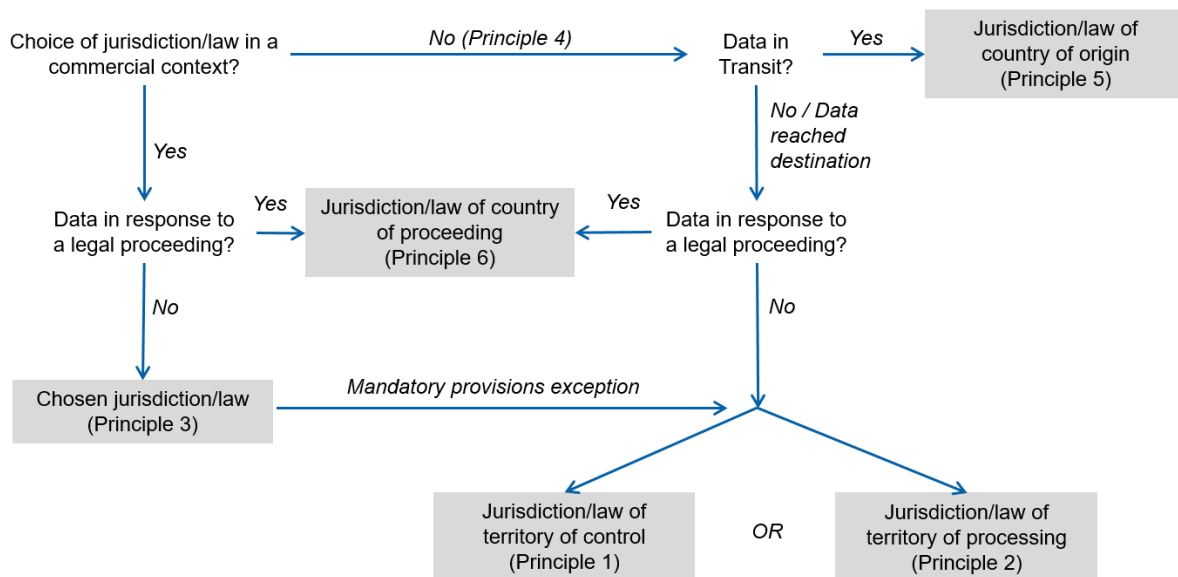 Choice of jurisdiction/law in a
commercial context?
No (Principle 4)
Data in
Transit?
Yes
Jurisdiction/law of
country of origin
(Principle 5)
Yes
No / Data
reached
destination
Data in response to
a legal proceeding?
Yes
Jurisdiction/law of country
of proceeding
(Principle 6)
Yes
Data in response to
a legal proceeding?
No
No
Chosen jurisdiction/law
(Principle 3)
Mandatory provisions exception
Jurisdiction/law of
territory of control
(Principle 1)
OR
Jurisdiction/law of
territory of processing
(Principle 2)